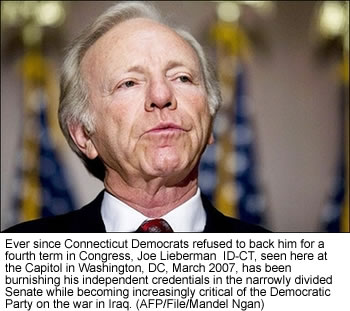 Ever since Connecticut Democrats refused to back him for a
fourth term in Congress, Joe Lieberman  ID-CT, seen here at
the Capitol in Washington, DC, March 2007, has been
burnishing his independent credentials in the narrowly divided
Senate while becoming increasingly critical of the Democratic
Party on the war in Iraq. (AFP/File/Mandel Ngan)